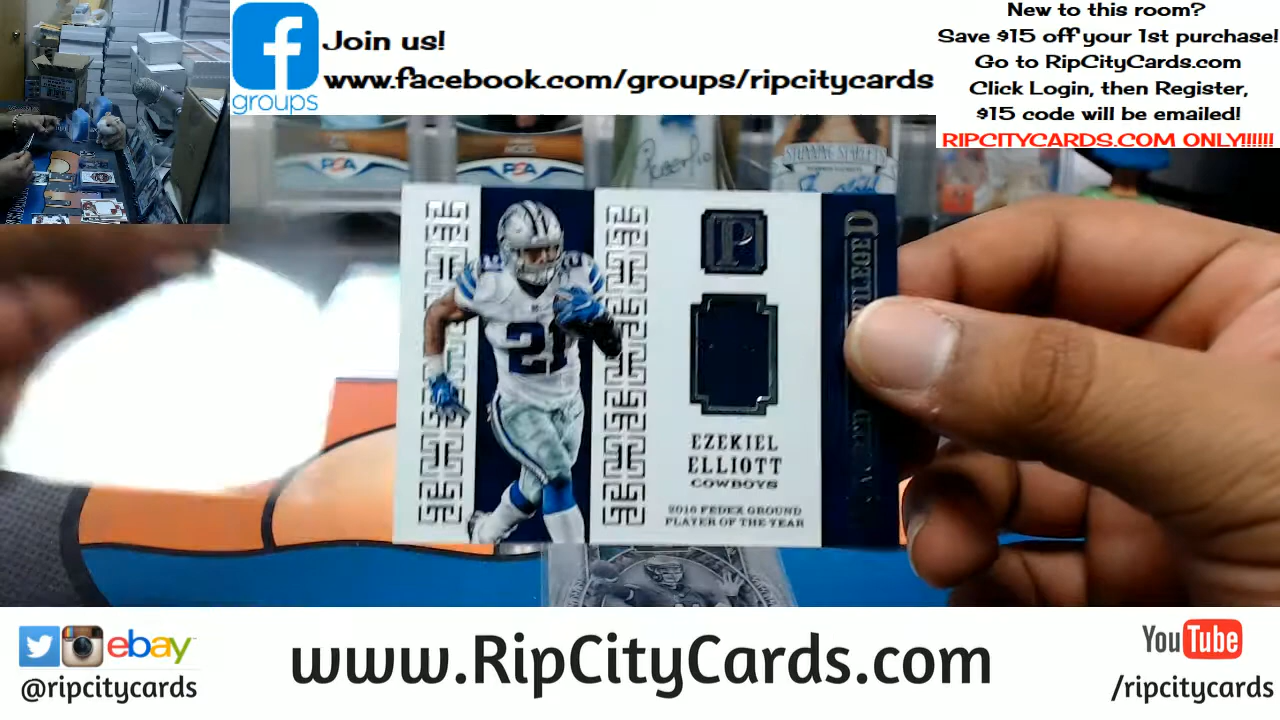 f
groups
Join us!
www.facebook.com/groups/ripcitycards
New to this room?
Save $15 off your 1st purchase!
Go to RipCityCards.com
Click Login, then Register,
$15 code will be emailed!
RIPCITYCARDS.COM ONLY!!!!!!
PSA
PSA
P
21
EZEKIEL
ELLIOTT
COWBOYS
2016 FEDEX GROUND
PLAYER OF THE YEAR
ebay
@ripcitycards
www.RipCityCards.com
YouTube
/ripcitycards